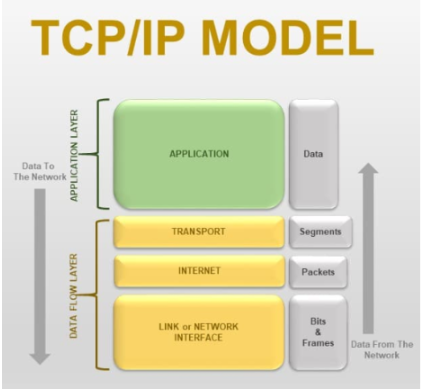 TCP/IP MODEL
APPLICATION LAYER
APPLICATION
Data
Data To
The Network
DATA FLOW LAYER
TRANSPORT
Segments
INTERNET
Packets
LINK or NETWORK
INTERFACE
Bits
&
Frames
Data From The
Network